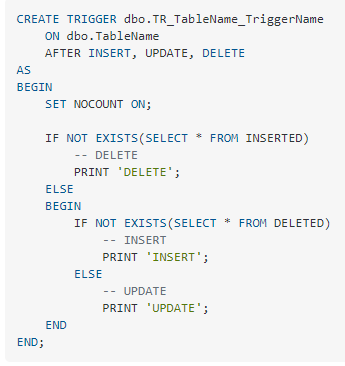 CREATE TRIGGER dbo.TR_TableName_TriggerName
    ON dbo.TableName
    AFTER INSERT, UPDATE, DELETE
AS
BEGIN
    SET NOCOUNT ON;

    IF NOT EXISTS(SELECT * FROM INSERTED)
        -- DELETE
        PRINT 'DELETE';
    ELSE
    BEGIN
        IF NOT EXISTS(SELECT * FROM DELETED)
            -- INSERT
            PRINT 'INSERT';
        ELSE
            -- UPDATE
            PRINT 'UPDATE';
    END
END;